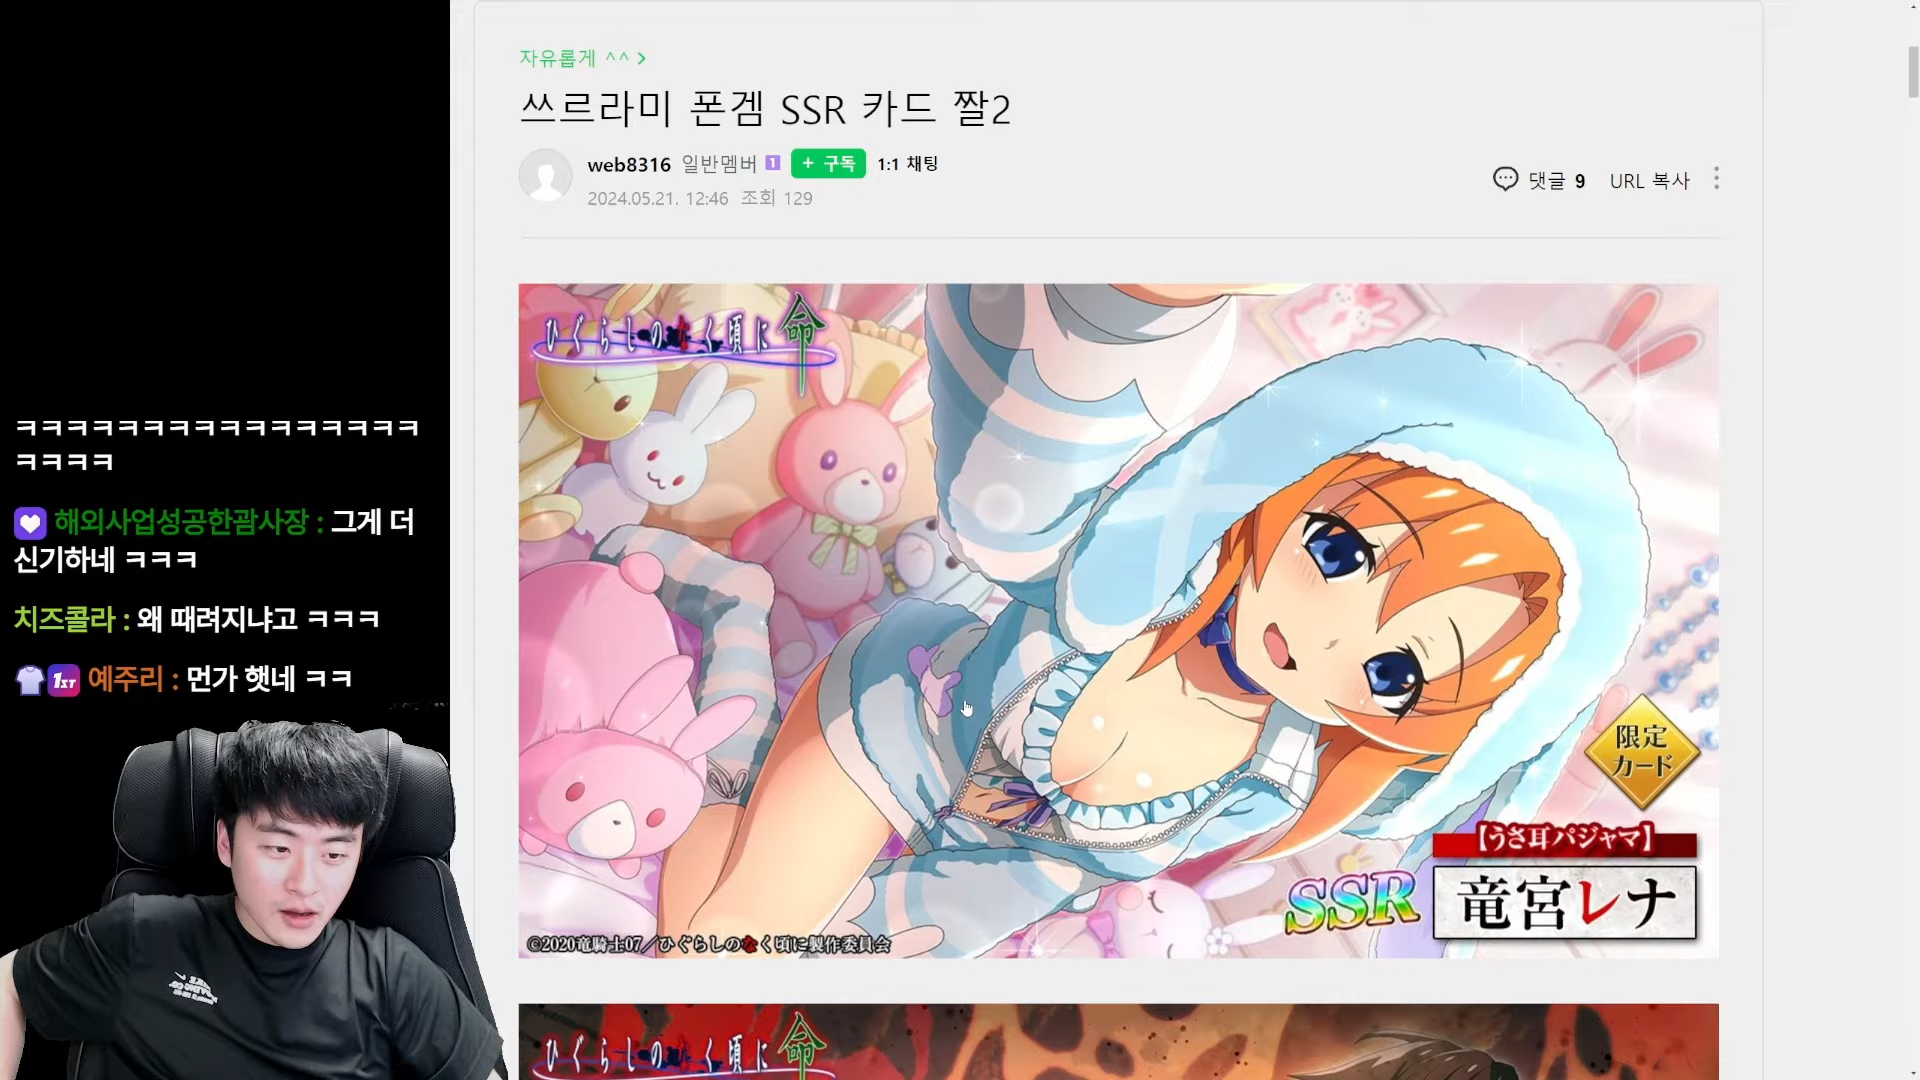 자유롭게 ^^ >
쓰르라미 폰겜 SSR 카드 짤2
web8316 일반멤버 1 + 구독 1:1 채팅
2024.05.21. 12:46 조회 129
댓글 9 URL 복사
ひぐらしのなく頃に命
ㅋㅋㅋㅋㅋㅋㅋㅋㅋㅋㅋㅋㅋㅋㅋㅋ
ㅋㅋㅋㅋ
해외사업성공한괌사장 : 그게 더
신기하네 ㅋㅋㅋ
치즈콜라 : 왜 때려지냐고 ㅋㅋㅋ
1ST 예주리 : 먼가 햇네 ㅋㅋ
限定
カード
【うさ耳パジャマ】
SSR 竜宮レナ
©2020竜騎士07／ひぐらしのなく頃に製作委員会
ひぐらしのなく頃に命